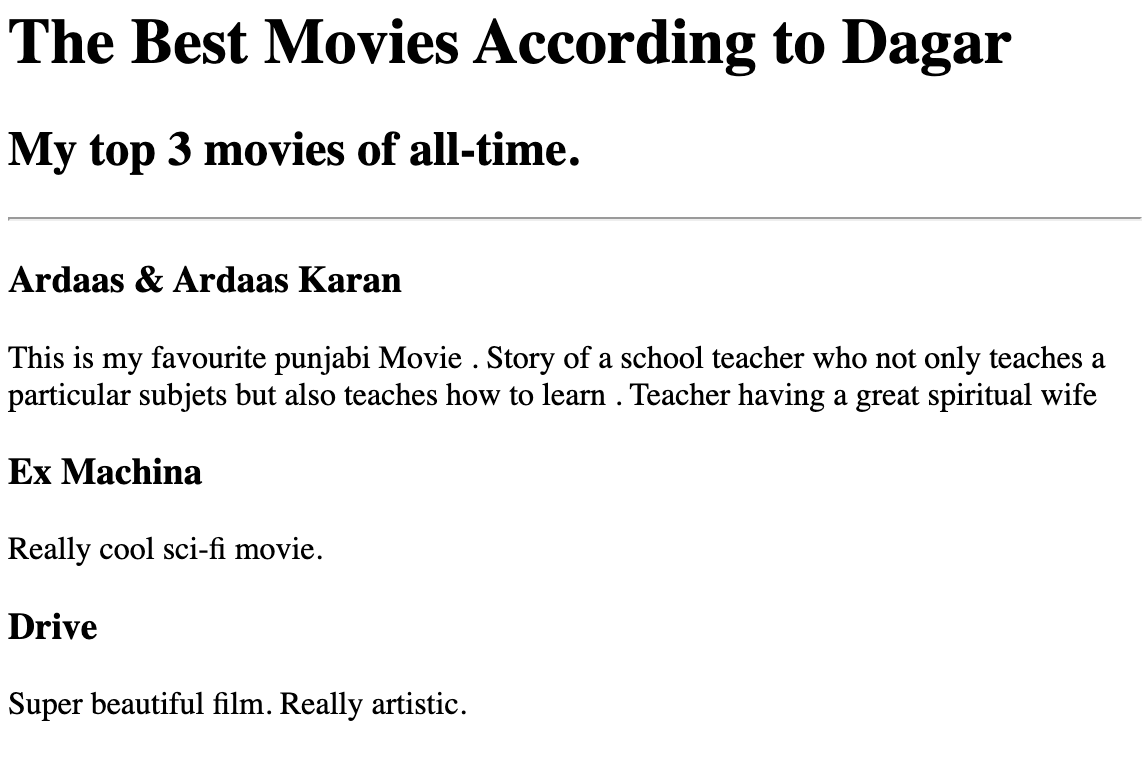 The Best Movies According to Dagar
My top 3 movies of all-time.
Ardaas & Ardaas Karan
This is my favourite punjabi Movie . Story of a school teacher who not only teaches a
particular subjets but also teaches how to learn . Teacher having a great spiritual wife
Ex Machina
Really cool sci-fi movie.
Drive
Super beautiful film. Really artistic.